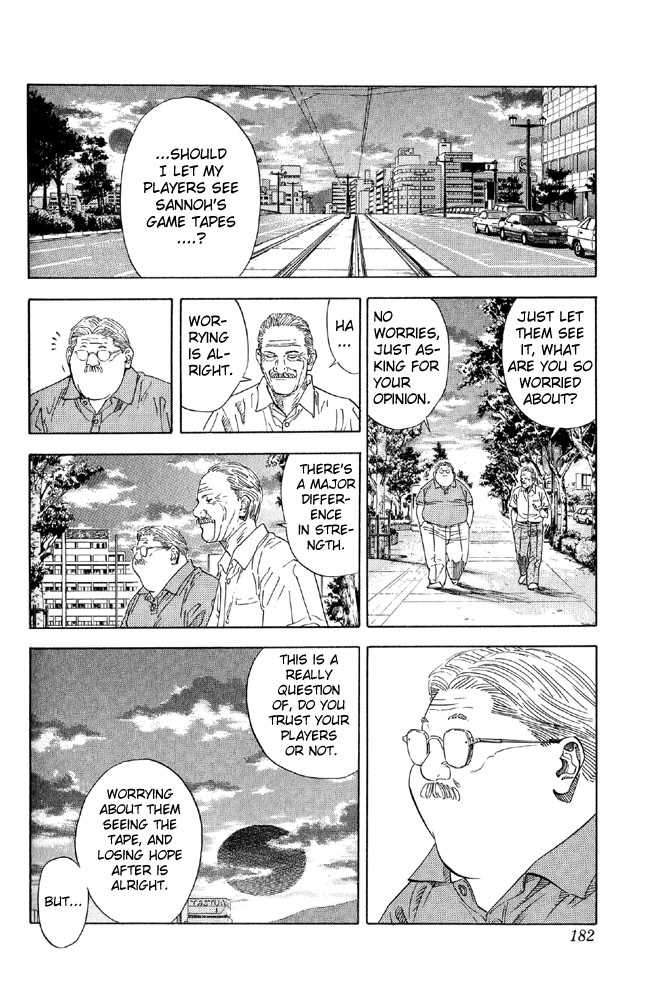 ...SHOULD
I LET MY
PLAYERS SEE
SANNOH'S
GAME TAPES
....?
JUST LET
THEM SEE
IT, WHAT
ARE YOU SO
WORRIED
ABOUT?
NO
WORRIES,
JUST AS-
KING FOR
YOUR
OPINION.
HA
...
WOR-
RYING
IS AL-
RIGHT.
THERE'S
A MAJOR
DIFFER-
ENCE
IN STRE-
NGTH.
THIS IS A
REALLY
QUESTION
OF, DO YOU
TRUST YOUR
PLAYERS
OR NOT.
WORRYING
ABOUT THEM
SEEING THE
TAPE, AND
LOSING HOPE
AFTER IS
ALRIGHT.
BUT...
182